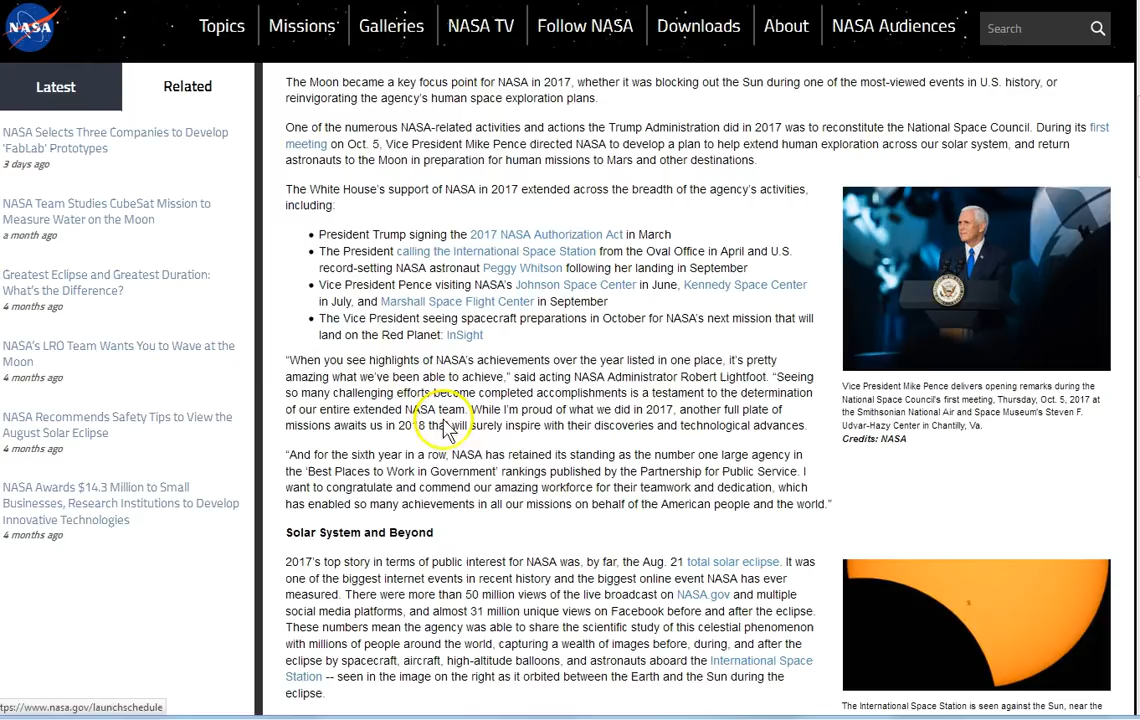 NASA
Topics
Missions
Galleries
NASA TV
Follow NASA
Downloads
About
NASA Audiences
Search
Latest
Related
NASA Selects Three Companies to Develop
'FabLab' Prototypes
3 days ago
NASA Team Studies CubeSat Mission to
Measure Water on the Moon
a month ago
Greatest Eclipse and Greatest Duration:
What's the Difference?
4 months ago
NASA's LRO Team Wants You to Wave at the
Moon
4 months ago
NASA Recommends Safety Tips to View the
August Solar Eclipse
4 months ago
NASA Awards $14.3 Million to Small
Businesses, Research Institutions to Develop
Innovative Technologies
4 months ago
The Moon became a key focus point for NASA in 2017, whether it was blocking out the Sun during one of the most-viewed events in U.S. history, or
reinvigorating the agency's human space exploration plans.
One of the numerous NASA-related activities and actions the Trump Administration did in 2017 was to reconstitute the National Space Council. During its first
meeting on Oct. 5, Vice President Mike Pence directed NASA to develop a plan to help extend human exploration across our solar system, and return
astronauts to the Moon in preparation for human missions to Mars and other destinations.
The White House's support of NASA in 2017 extended across the breadth of the agency's activities,
including:
• President Trump signing the 2017 NASA Authorization Act in March
• The President calling the International Space Station from the Oval Office in April and U.S.
record-setting NASA astronaut Peggy Whitson following her landing in September
• Vice President Pence visiting NASA's Johnson Space Center in June, Kennedy Space Center
in July, and Marshall Space Flight Center in September
• The Vice President seeing spacecraft preparations in October for NASA's next mission that will
land on the Red Planet: InSight
“When you see highlights of NASA's achievements over the year listed in one place, it's pretty
amazing what we've been able to achieve,” said acting NASA Administrator Robert Lightfoot. “Seeing
so many challenging efforts become completed accomplishments is a testament to the determination
of our entire extended NASA team. While I'm proud of what we did in 2017, another full plate of
missions awaits us in 2018 that will surely inspire with their discoveries and technological advances.
“And for the sixth year in a row, NASA has retained its standing as the number one large agency in
the 'Best Places to Work in Government' rankings published by the Partnership for Public Service. I
want to congratulate and commend our amazing workforce for their teamwork and dedication, which
has enabled so many achievements in all our missions on behalf of the American people and the world.”
Solar System and Beyond
2017's top story in terms of public interest for NASA was, by far, the Aug. 21 total solar eclipse. It was
one of the biggest internet events in recent history and the biggest online event NASA has ever
measured. There were more than 50 million views of the live broadcast on NASA.gov and multiple
social media platforms, and almost 31 million unique views on Facebook before and after the eclipse.
These numbers mean the agency was able to share the scientific study of this celestial phenomenon
with millions of people around the world, capturing a wealth of images before, during, and after the
eclipse by spacecraft, aircraft, high-altitude balloons, and astronauts aboard the International Space
Station -- seen in the image on the right as it orbited between the Earth and the Sun during the
eclipse.
Vice President Mike Pence delivers opening remarks during the
National Space Council's first meeting, Thursday, Oct. 5, 2017 at
the Smithsonian National Air and Space Museum's Steven F.
Udvar-Hazy Center in Chantilly, Va.
Credits: NASA
The International Space Station is seen against the Sun, near the
tps://www.nasa.gov/launchschedule